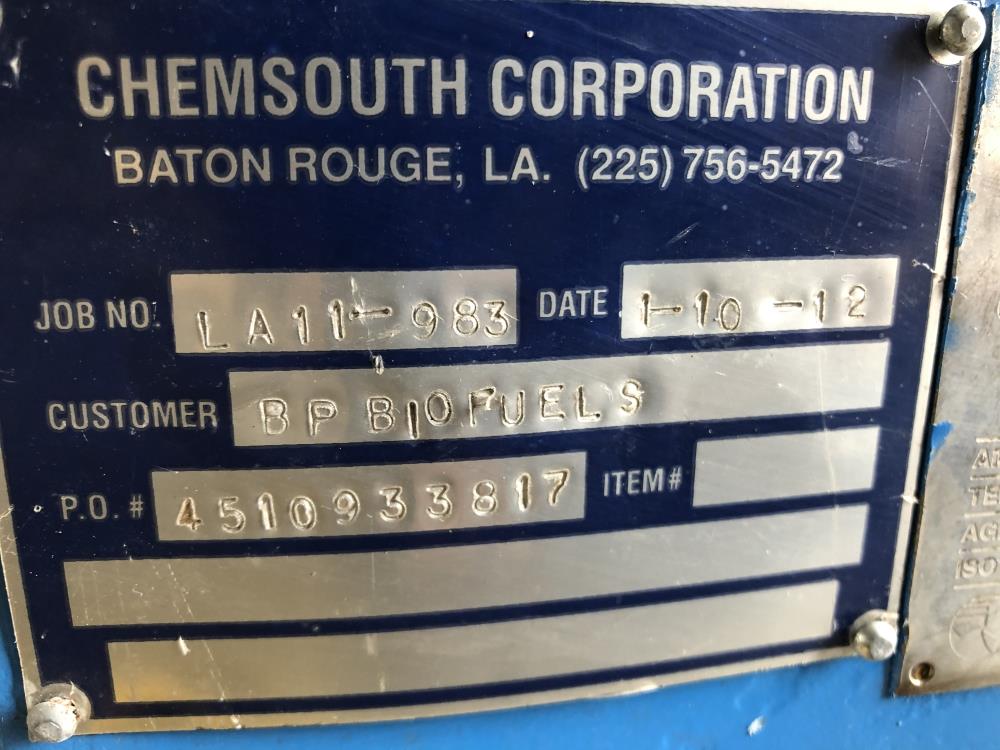 CHEMSOUTH CORPORATION
BATON ROUGE, LA. (225) 756-5472
JOB NO. LA11-983 DATE 1-10-12
CUSTOMER BP BIOFUELS
P.O. # 4510933817 ITEM#
ISO